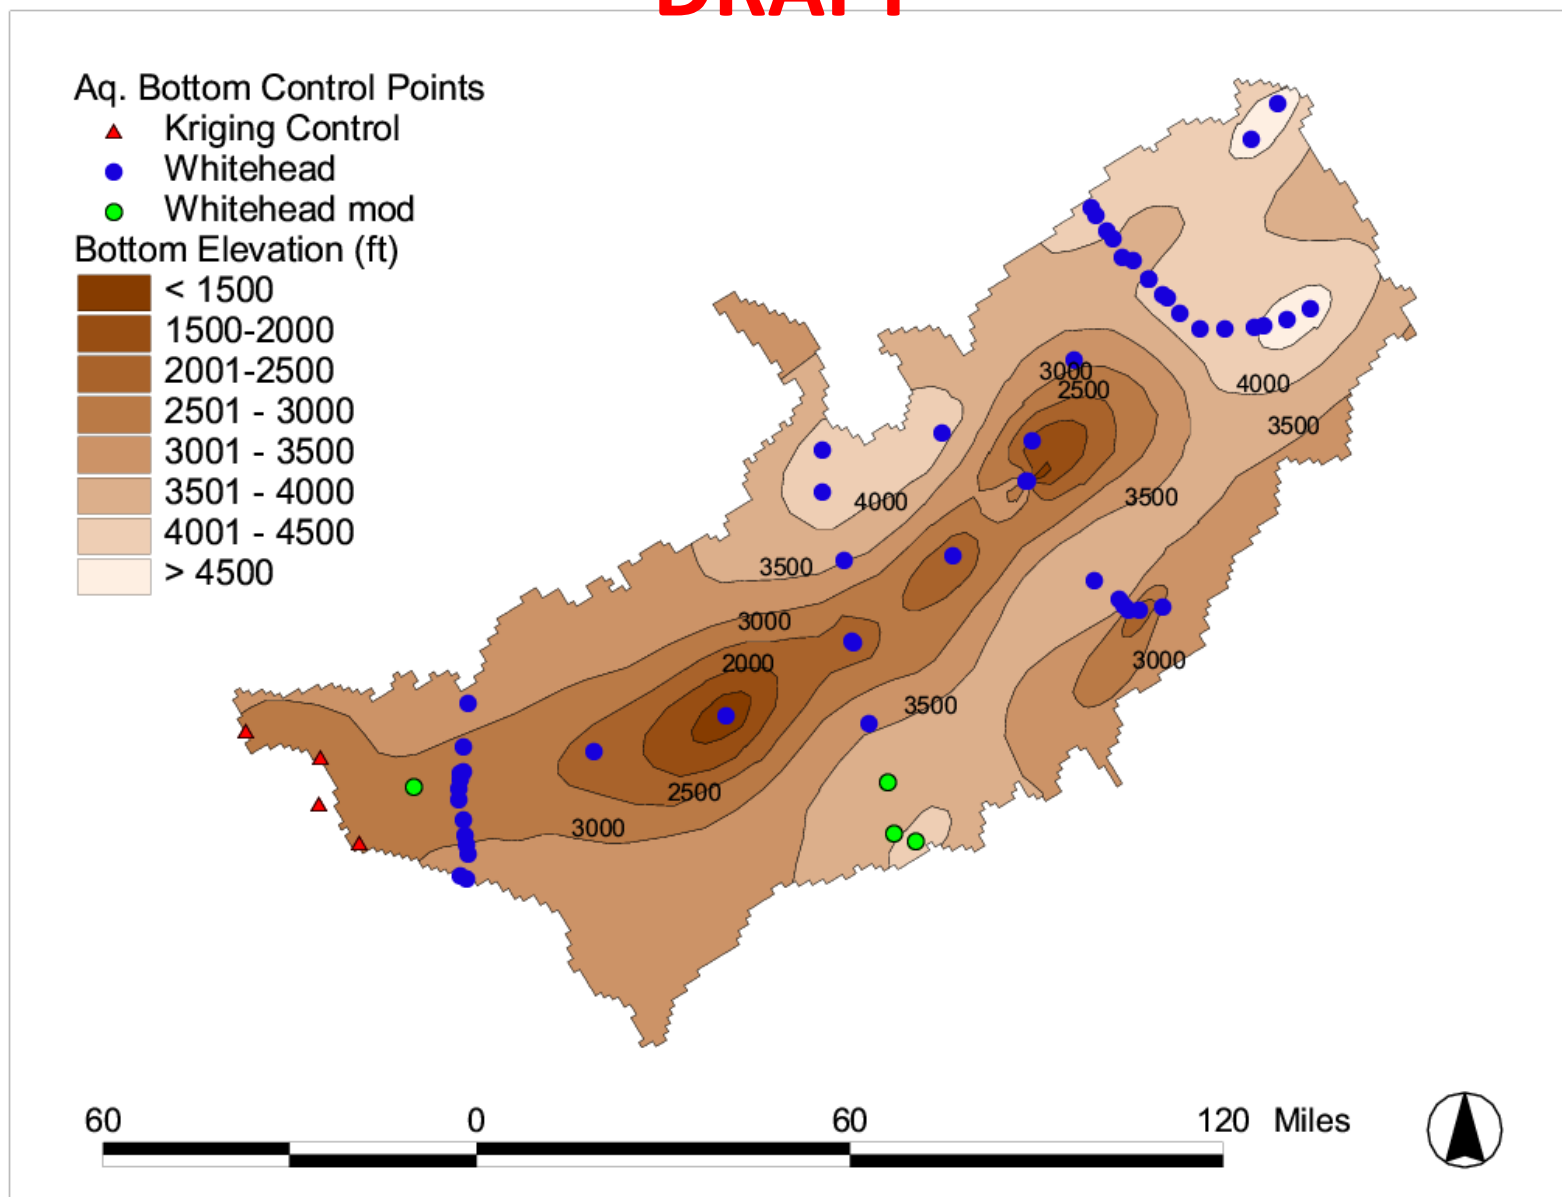 DRAFT
Aq. Bottom Control Points
Kriging Control
Whitehead
Whitehead mod
Bottom Elevation (ft)
< 1500
1500-2000
2001-2500
2501 - 3000
3001 - 3500
3501 - 4000
4001 - 4500
> 4500
3000
2500
4000
3500
3500
4000
3500
3000
3000
2000
3500
2500
3000
60 0 60 120 Miles